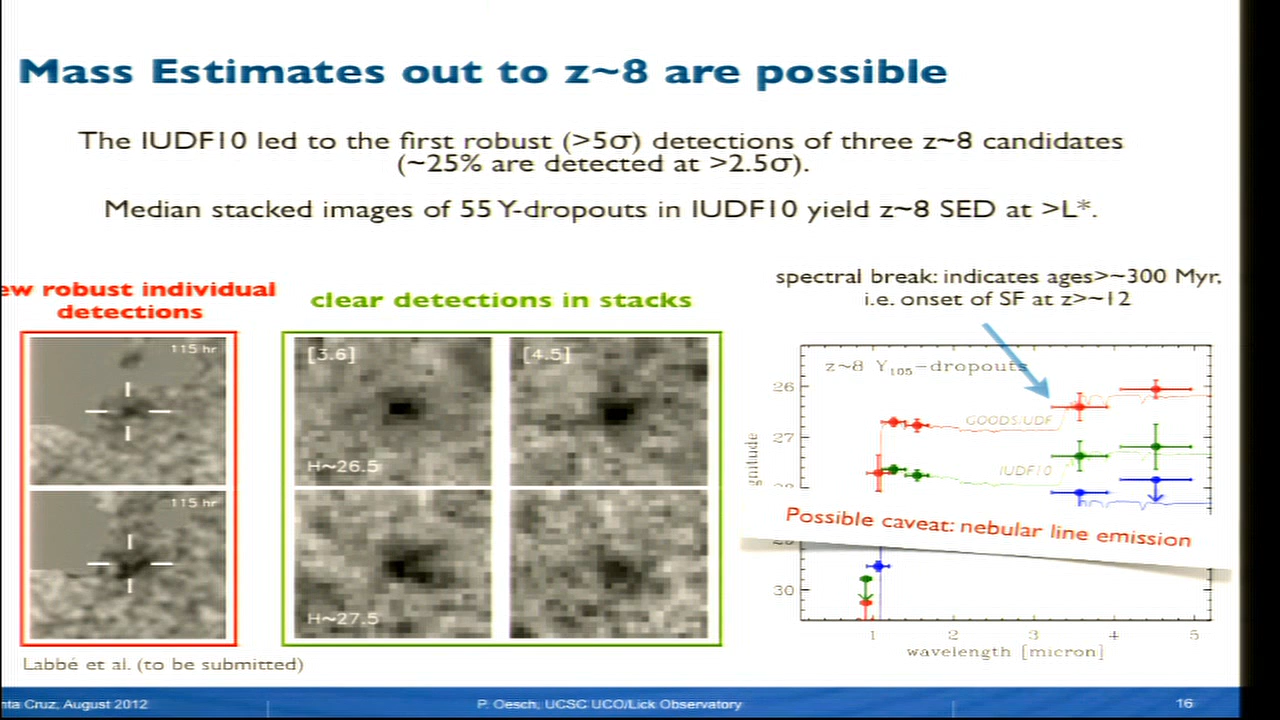 Mass Estimates out to z~8 are possible
The IUDF10 led to the first robust (>5σ) detections of three z~8 candidates
(~25% are detected at >2.5σ).
Median stacked images of 55 Y-dropouts in IUDF10 yield z~8 SED at >L*.
ew robust individual
detections
clear detections in stacks
spectral break: indicates ages>~300 Myr,
i.e. onset of SF at z>~12
115 hr
[3.6]
[4.5]
H~26.5
115 hr
H~27.5
z~8 Y105-dropouts
26
GOODS/UDF
27
IUDF10
28
gnitude
Possible caveat: nebular line emission
30
1 2 3 4 5
wavelength [micron]
Labbé et al. (to be submitted)
nta Cruz, August 2012
P. Oesch, UCSC UCO/Lick Observatory
16